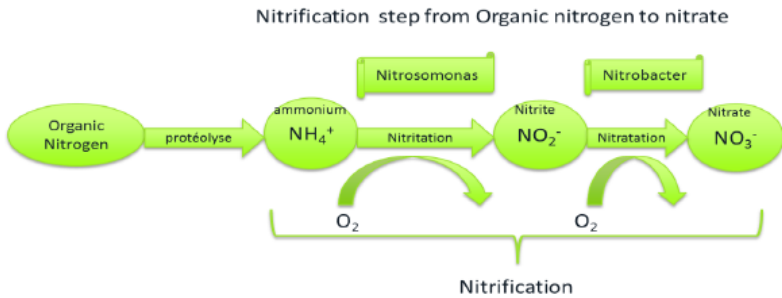 Nitrification step from Organic nitrogen to nitrate
Nitrosomonas
Nitrobacter
Organic
Nitrogen
protéolyse
ammonium
NH₄⁺
Nitritation
Nitrite
NO₂⁻
Nitratation
Nitrate
NO₃⁻
O₂
O₂
Nitrification